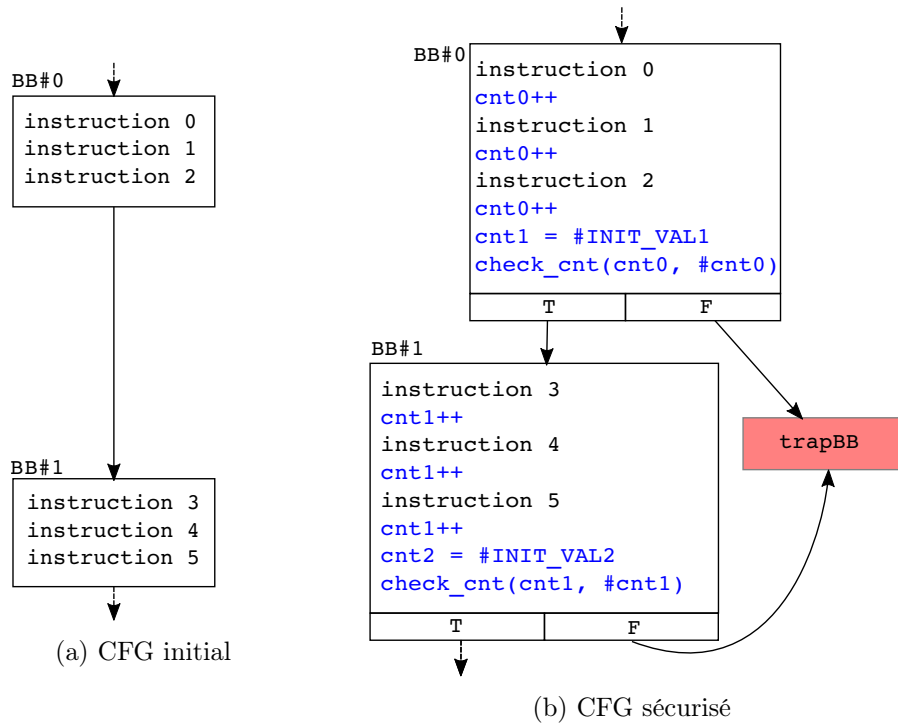 BB#0
instruction 0
instruction 1
instruction 2
BB#1
instruction 3
instruction 4
instruction 5
(a) CFG initial
BB#0
instruction 0
cnt0++
instruction 1
cnt0++
instruction 2
cnt0++
cnt1 = #INIT_VAL1
check_cnt(cnt0, #cnt0)
T F
BB#1
instruction 3
cnt1++
instruction 4
cnt1++
instruction 5
cnt1++
cnt2 = #INIT_VAL2
check_cnt(cnt1, #cnt1)
T F
trapBB
(b) CFG sécurisé